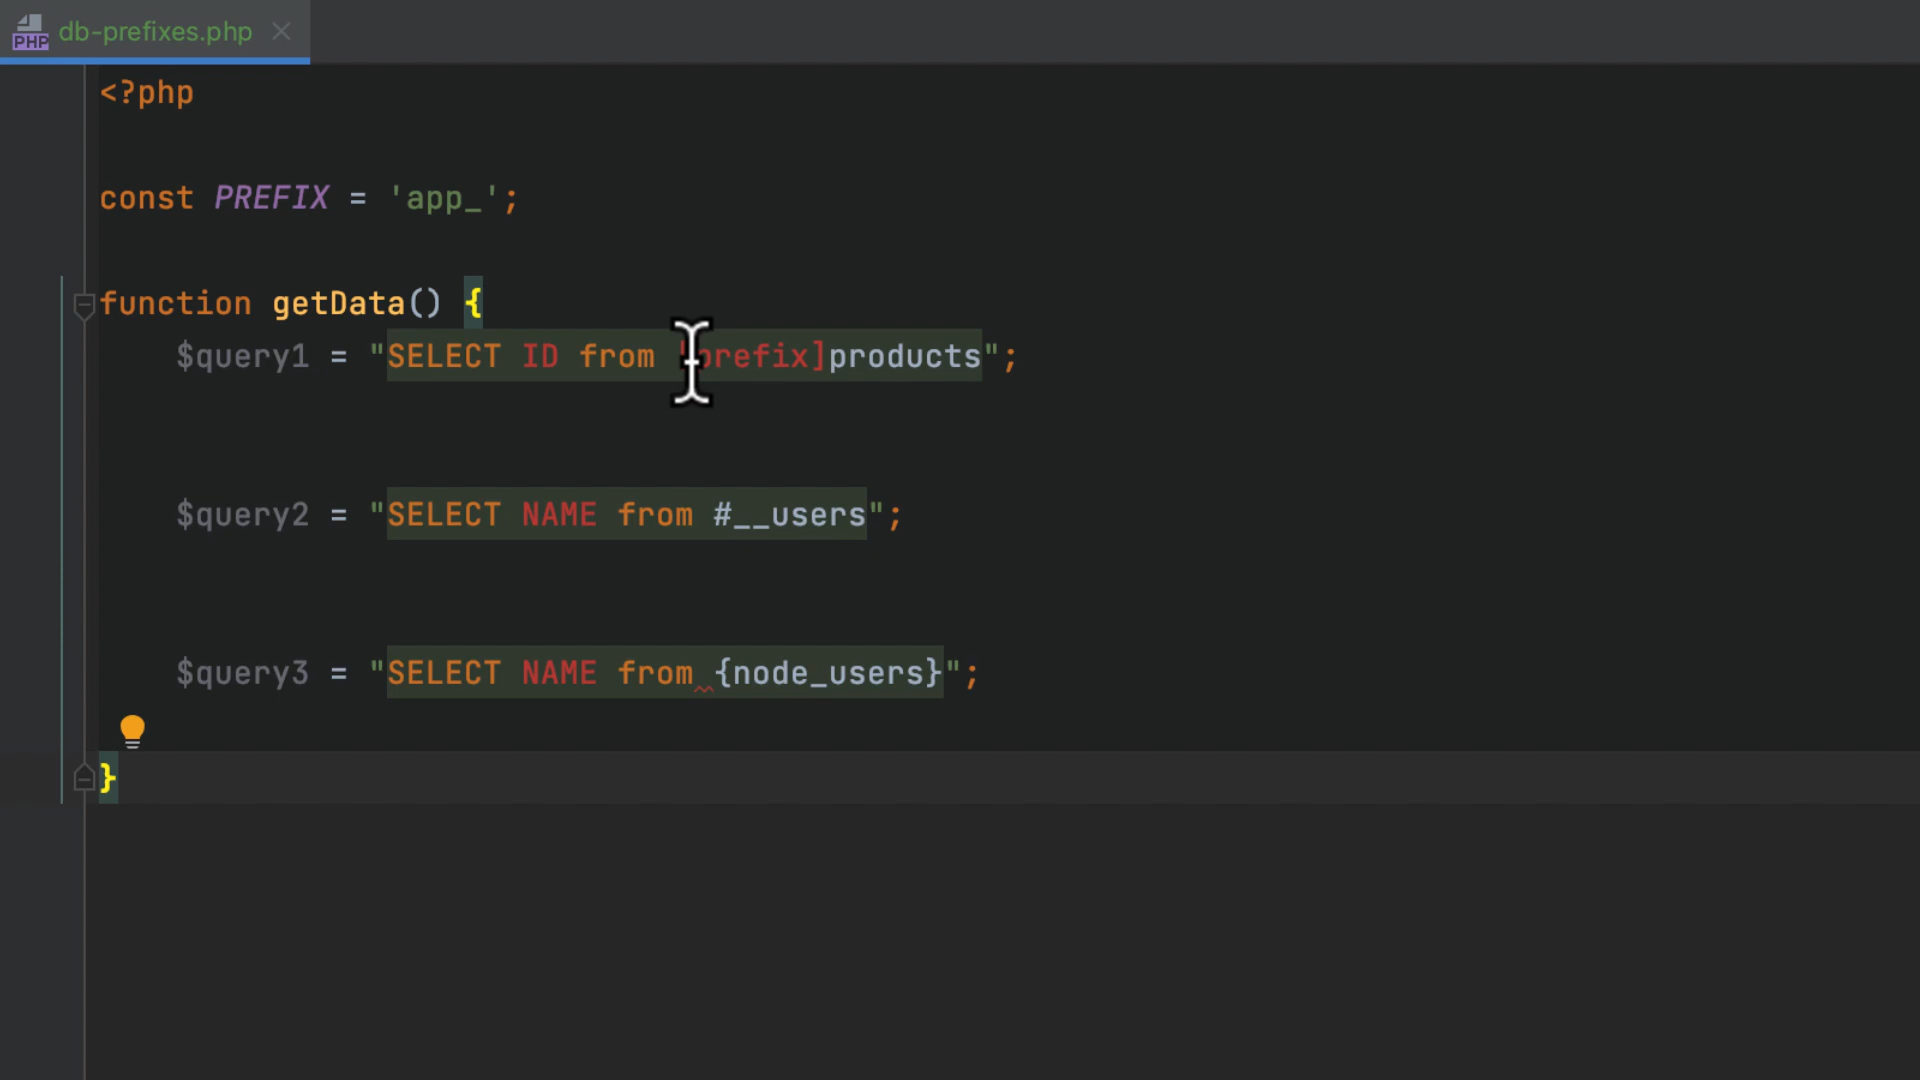 PHP db-prefixes.php
<?php
const PREFIX = 'app_';
function getData() {
$query1 = "SELECT ID from [prefix]products";
$query2 = "SELECT NAME from #__users";
$query3 = "SELECT NAME from {node_users}";
}